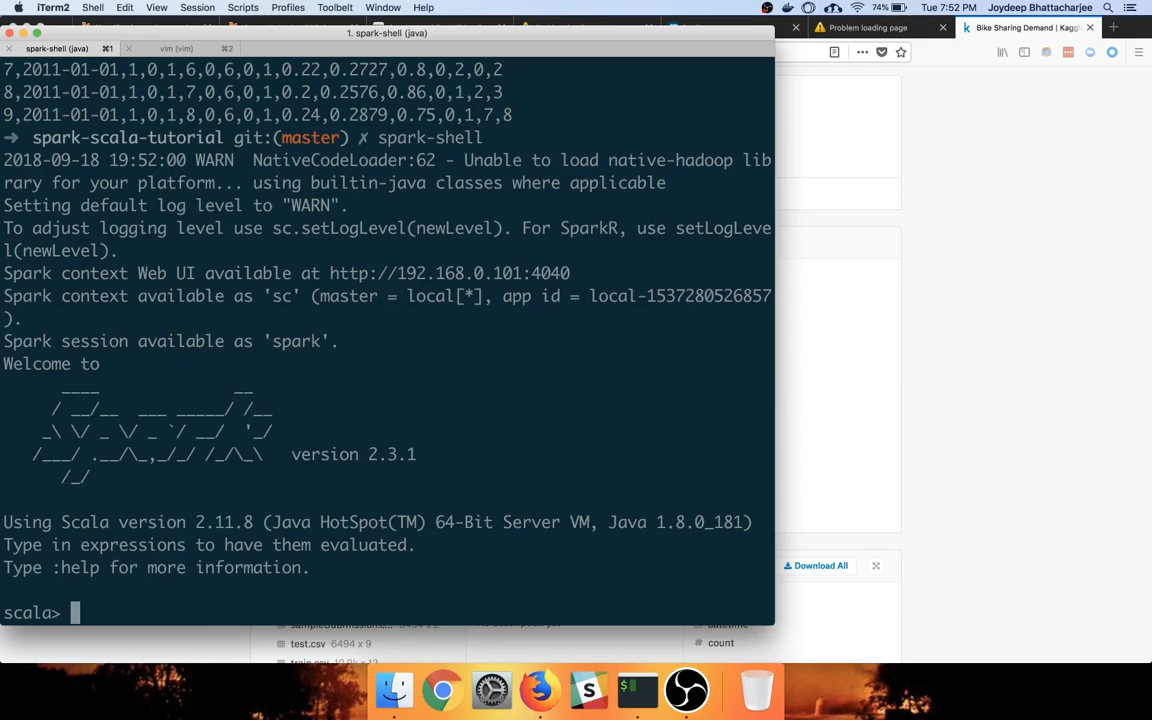 iTerm2 Shell Edit View Session Scripts Profiles Toolbelt Window Help 74% Tue 7:52 PM Joydeep Bhattacharjee
Problem loading page
Bike Sharing Demand | Kagg
1. spark-shell (java)
spark-shell (java) ⌘1 vim (vim) ⌘2
7,2011-01-01,1,0,1,6,0,6,0,1,0.22,0.2727,0.8,0,2,0,2
8,2011-01-01,1,0,1,7,0,6,0,1,0.2,0.2576,0.86,0,1,2,3
9,2011-01-01,1,0,1,8,0,6,0,1,0.24,0.2879,0.75,0,1,7,8
➜ spark-scala-tutorial git:(master) ✗ spark-shell
2018-09-18 19:52:00 WARN  NativeCodeLoader:62 - Unable to load native-hadoop lib
rary for your platform... using builtin-java classes where applicable
Setting default log level to "WARN".
To adjust logging level use sc.setLogLevel(newLevel). For SparkR, use setLogLeve
l(newLevel).
Spark context Web UI available at http://192.168.0.101:4040
Spark context available as 'sc' (master = local[*], app id = local-1537280526857
).
Spark session available as 'spark'.
Welcome to
version 2.3.1
Using Scala version 2.11.8 (Java HotSpot(TM) 64-Bit Server VM, Java 1.8.0_181)
Type in expressions to have them evaluated.
Type :help for more information.
scala>
Download All
test.csv 6494 x 9
count